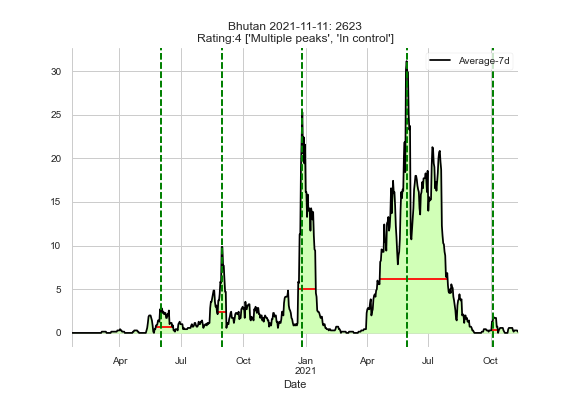 Bhutan 2021-11-11: 2623
Rating:4 ['Multiple peaks', 'In control']
Average-7d
30
25
20
15
10
5
0
Apr Jul Oct Jan Apr Jul Oct
2021
Date